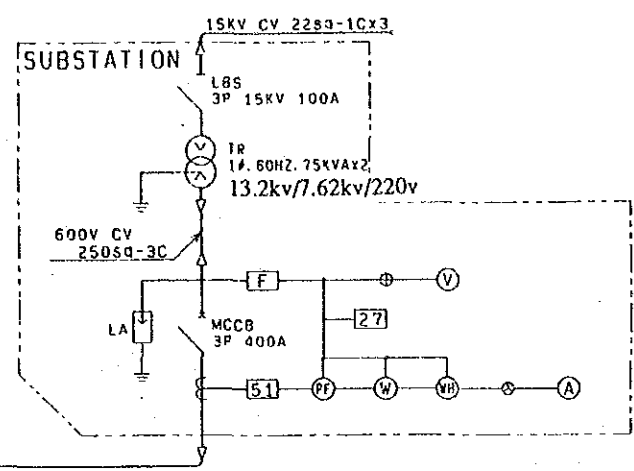 15KV CV 22sq-1Cx3
SUBSTATION
LBS
3P 15KV 100A
TR
1ø.60HZ.75KVAx2
13.2kv/7.62kv/220v
600V CV
250sq-3C
F
V
27
LA
MCCB
3P 400A
51
PF
W
WH
A